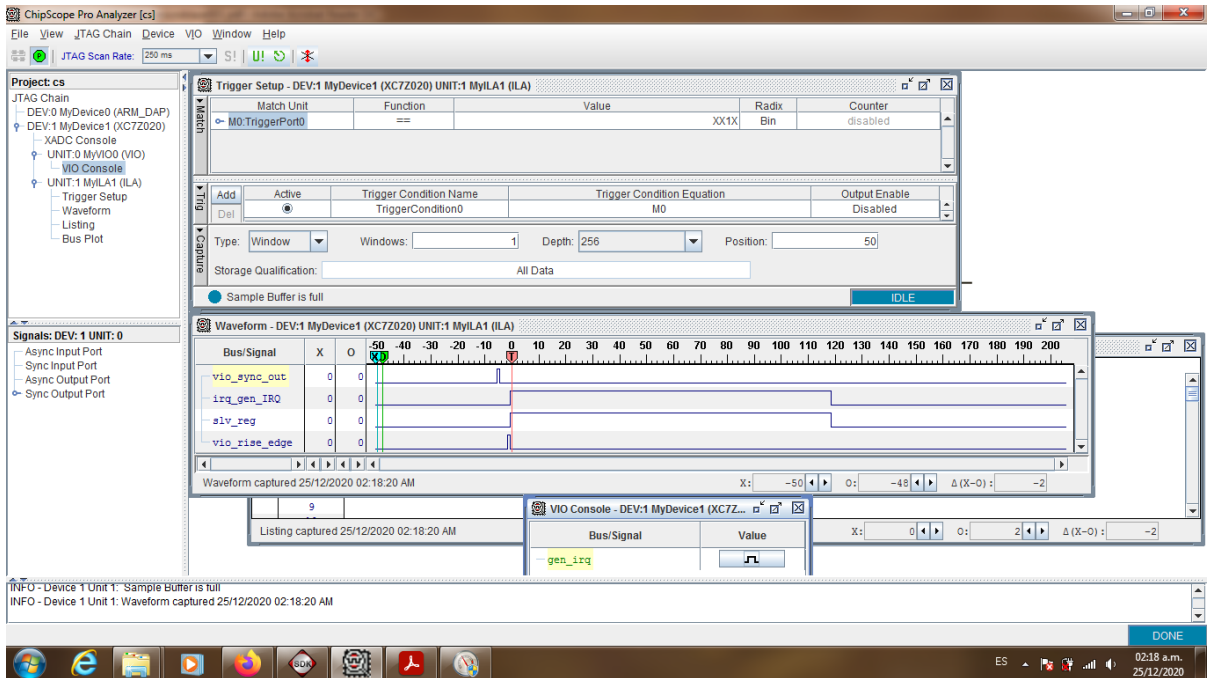 ChipScope Pro Analyzer [cs]
File View JTAG Chain Device VIO Window Help
JTAG Scan Rate: 250 ms S! U!
Project: cs
JTAG Chain
DEV:0 MyDevice0 (ARM_DAP)
DEV:1 MyDevice1 (XC7Z020)
XADC Console
UNIT:0 MyVIO0 (VIO)
VIO Console
UNIT:1 MyILA1 (ILA)
Trigger Setup
Waveform
Listing
Bus Plot
Signals: DEV: 1 UNIT: 0
Async Input Port
Sync Input Port
Async Output Port
Sync Output Port
Trigger Setup - DEV:1 MyDevice1 (XC7Z020) UNIT:1 MyILA1 (ILA)
Match
Match Unit Function Value Radix Counter
M0:TriggerPort0 == XX1X Bin disabled
Trig
Add Active Trigger Condition Name Trigger Condition Equation Output Enable
Del TriggerCondition0 M0 Disabled
Capture
Type: Window Windows: 1 Depth: 256 Position: 50
Storage Qualification: All Data
Sample Buffer is full IDLE
Waveform - DEV:1 MyDevice1 (XC7Z020) UNIT:1 MyILA1 (ILA)
Bus/Signal X O -50 -40 -30 -20 -10 0 10 20 30 40 50 60 70 80 90 100 110 120 130 140 150 160 170 180 190 200
X O T
vio_sync_out 0 0
irq_gen_IRQ 0 0
slv_reg 0 0
vio_rise_edge 0 0
Waveform captured 25/12/2020 02:18:20 AM X: -50 O: -48 Δ(X-O): -2
9
Listing captured 25/12/2020 02:18:20 AM X: 0 O: 2 Δ(X-O): -2
VIO Console - DEV:1 MyDevice1 (XC7Z...
Bus/Signal Value
gen_irq
INFO - Device 1 Unit 1: Sample Buffer is full
INFO - Device 1 Unit 1: Waveform captured 25/12/2020 02:18:20 AM
DONE
SDK
ES
02:18 a.m.
25/12/2020